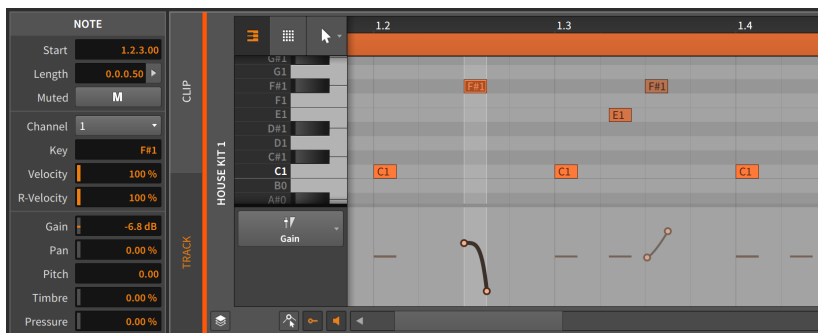 NOTE
Start 1.2.3.00
Length 0.0.0.50
Muted M
Channel 1
Key F#1
Velocity 100 %
R-Velocity 100 %
Gain -6.8 dB
Pan 0.00 %
Pitch 0.00
Timbre 0.00 %
Pressure 0.00 %
CLIP
TRACK
HOUSE KIT 1
1.2 1.3 1.4
G#1
G1
F#1 F#1 F#1
F1
E1 E1
D#1
D1
C#1
C1 C1 C1 C1
B0
A#0
Gain